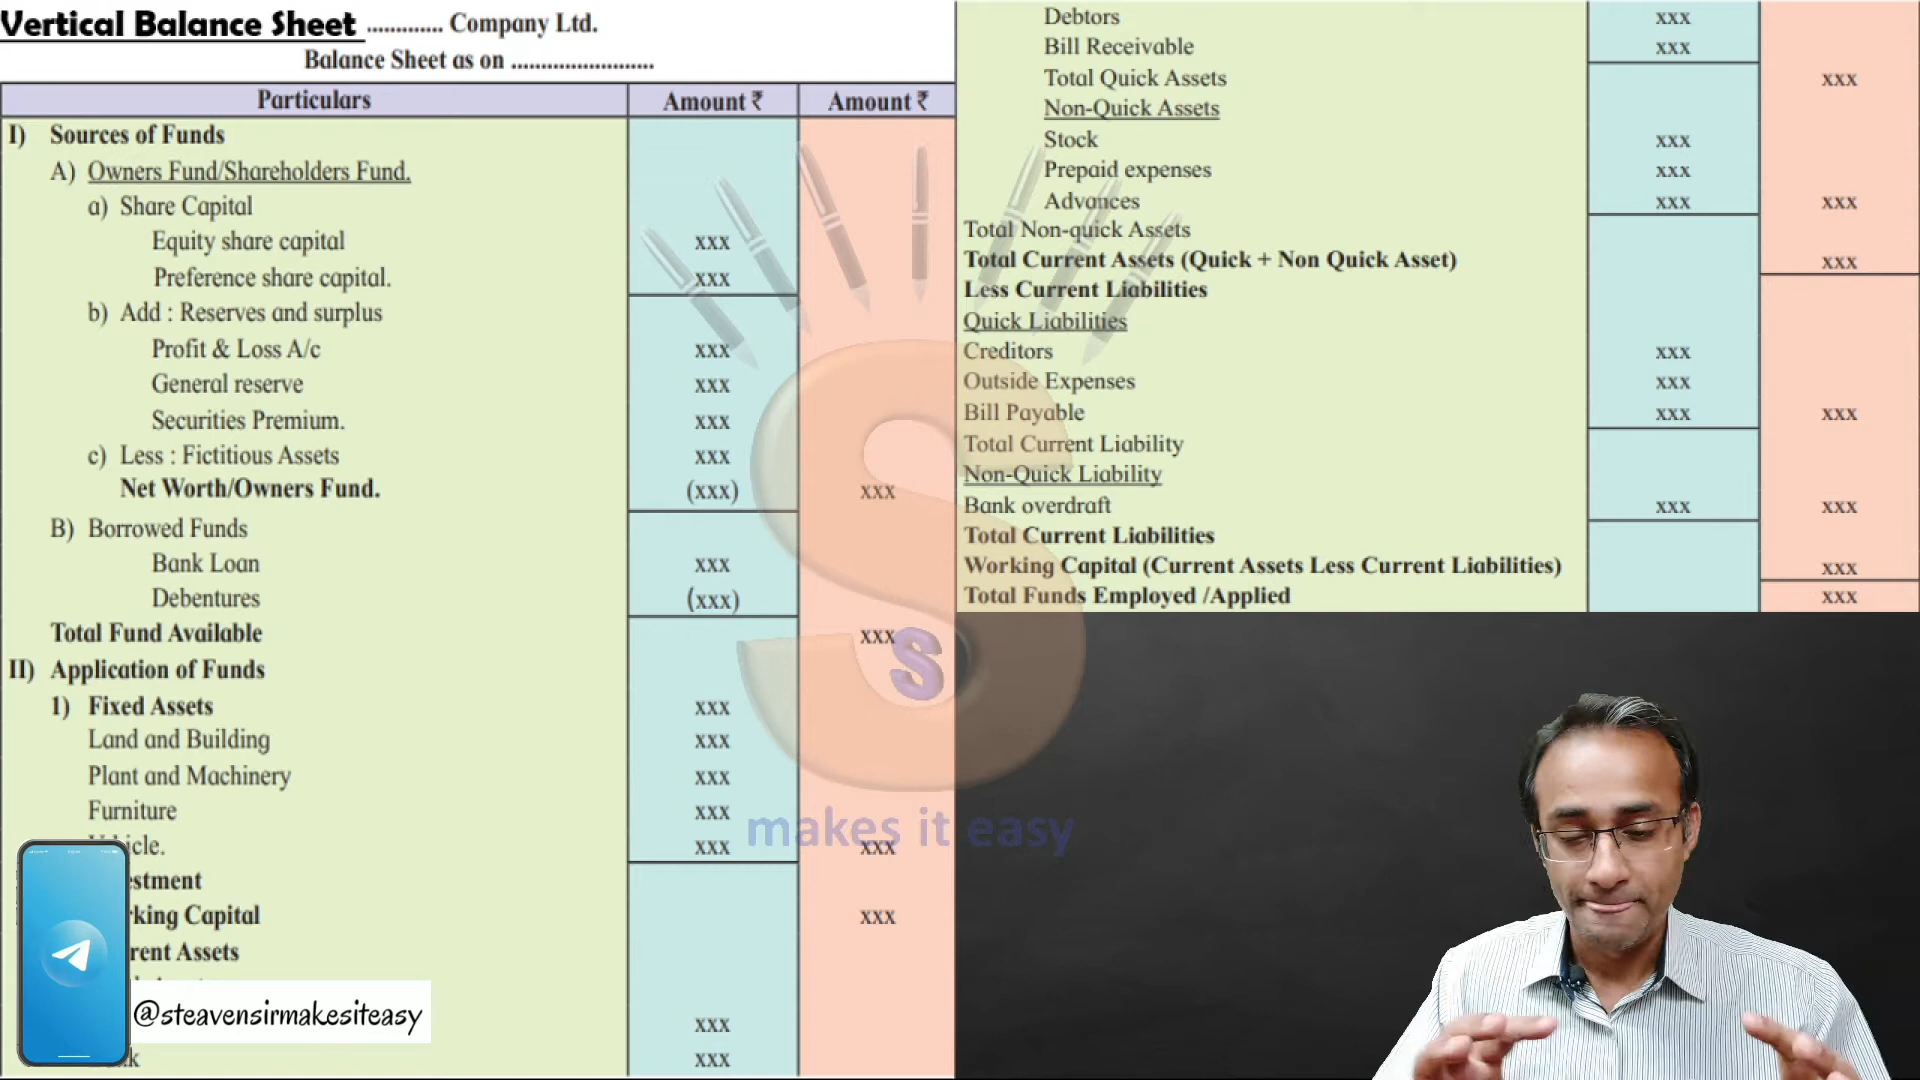 Vertical Balance Sheet ............. Company Ltd.
Balance Sheet as on ........................
Particulars Amount ₹ Amount ₹
I) Sources of Funds
A) Owners Fund/Shareholders Fund.
a) Share Capital
Equity share capital xxx
Preference share capital. xxx
b) Add : Reserves and surplus
Profit & Loss A/c xxx
General reserve xxx
Securities Premium. xxx
c) Less : Fictitious Assets xxx
Net Worth/Owners Fund. (xxx) xxx
B) Borrowed Funds
Bank Loan xxx
Debentures (xxx)
Total Fund Available xxx
II) Application of Funds
1) Fixed Assets xxx
Land and Building xxx
Plant and Machinery xxx
Furniture xxx
icle. xxx xxx
estment
king Capital xxx
rent Assets
xxx
k xxx
@steavensirmakesiteasy
Debtors xxx
Bill Receivable xxx
Total Quick Assets xxx
Non-Quick Assets
Stock xxx
Prepaid expenses xxx
Advances xxx xxx
Total Non-quick Assets
Total Current Assets (Quick + Non Quick Asset) xxx
Less Current Liabilities
Quick Liabilities
Creditors xxx
Outside Expenses xxx
Bill Payable xxx xxx
Total Current Liability
Non-Quick Liability
Bank overdraft xxx xxx
Total Current Liabilities
Working Capital (Current Assets Less Current Liabilities) xxx
Total Funds Employed /Applied xxx
S
S
makes it easy